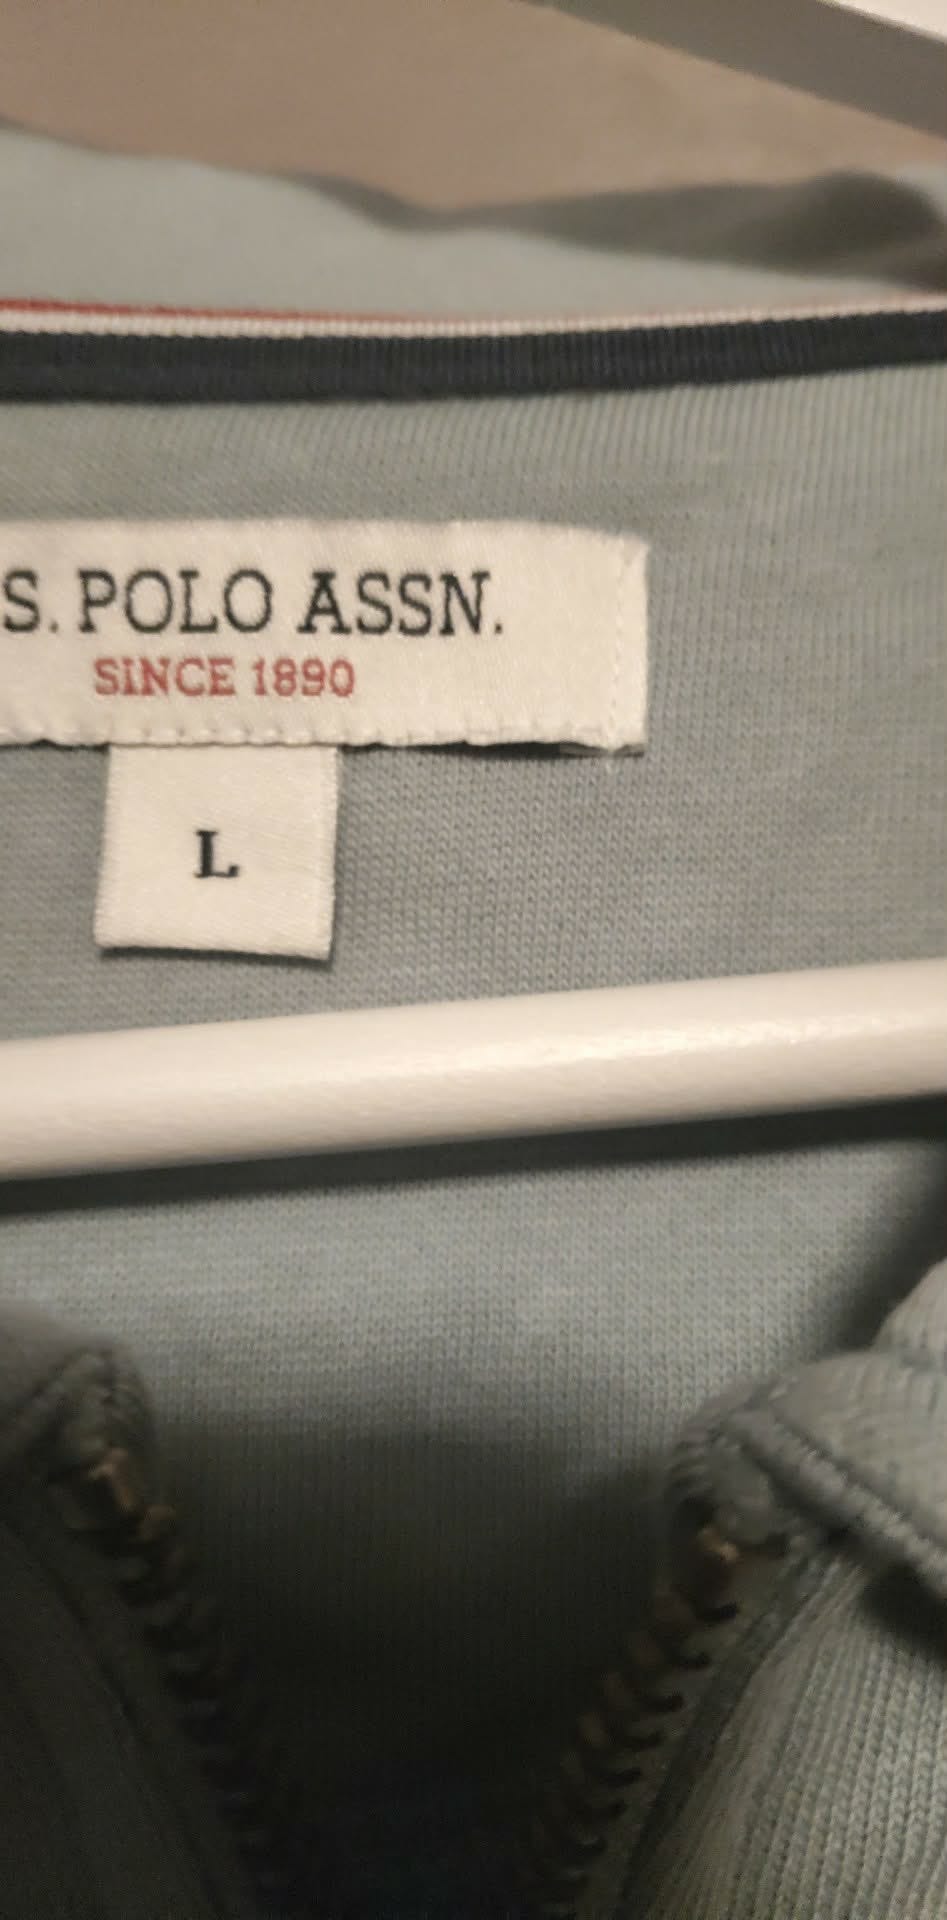 S. POLO ASSN.
SINCE 1890
L